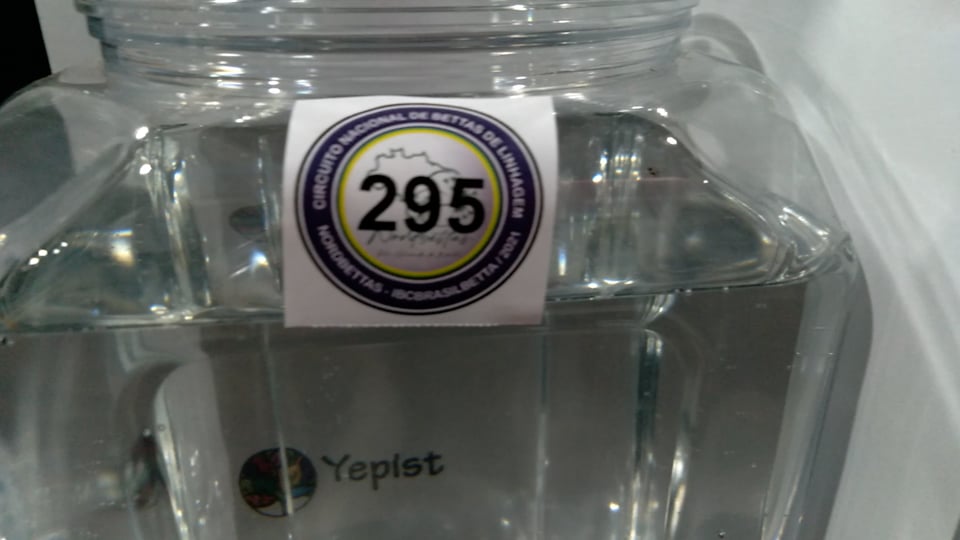 CIRCUITO NACIONAL DE BETTAS DE LINHAGEM
295
NORDBETTAS - IBCBRASILBETTA / 2021
Yepist